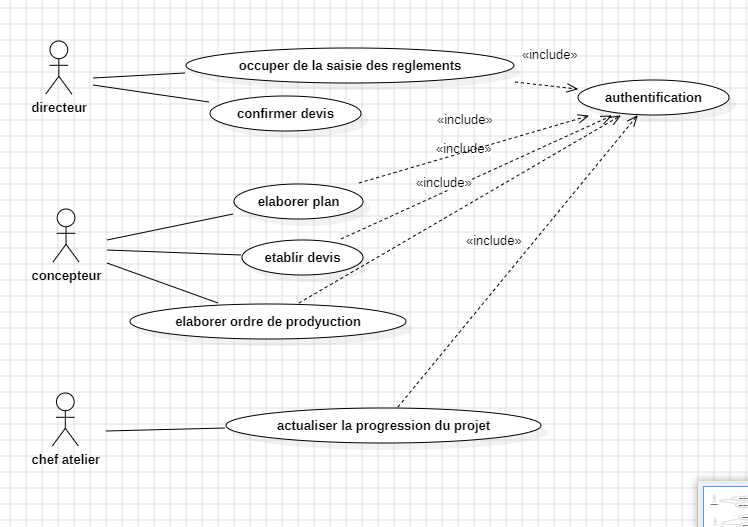 «include»
occuper de la saisie des reglements
directeur
authentification
confirmer devis
«include»
«include»
«include»
elaborer plan
concepteur
«include»
etablir devis
elaborer ordre de prodyuction
actualiser la progression du projet
chef atelier